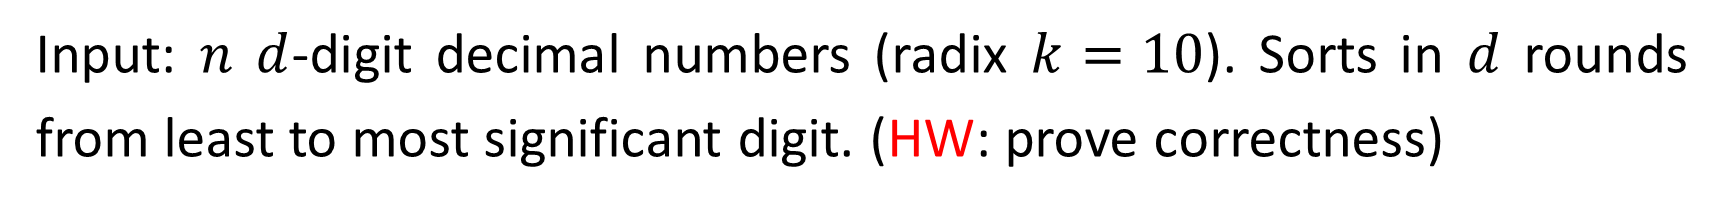 Input: n d-digit decimal numbers (radix k = 10). Sorts in d rounds
from least to most significant digit. (HW: prove correctness)